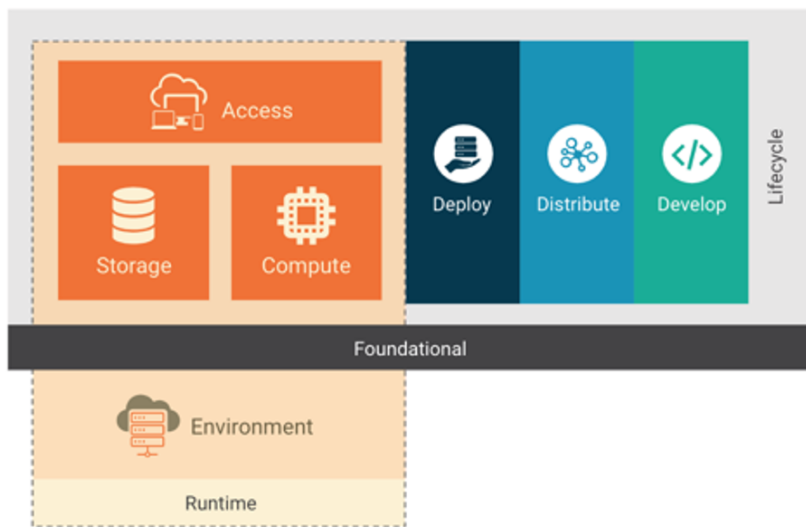 Access
Storage
Compute
Deploy
Distribute
Develop
Lifecycle
Foundational
Environment
Runtime